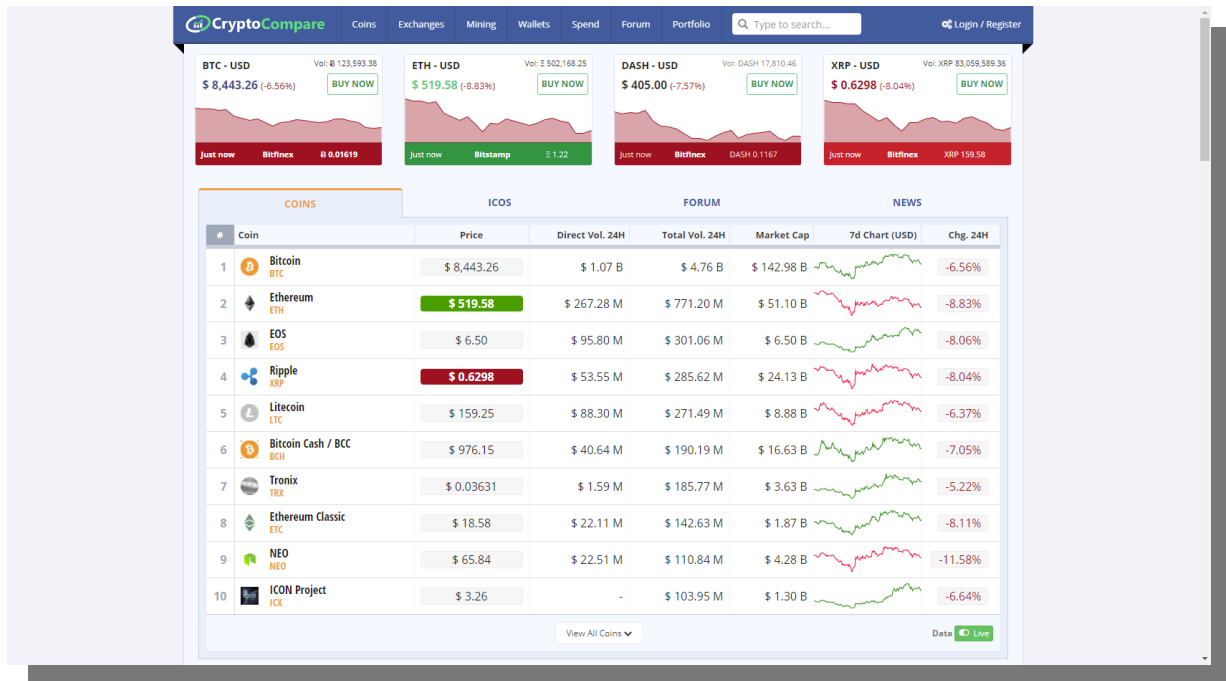 CryptoCompare Coins Exchanges Mining Wallets Spend Forum Portfolio Type to search... Login / Register
BTC - USD Vol: Ƀ 123,593.38
$ 8,443.26 (-6.56%) BUY NOW
Just now Bitfinex Ƀ 0.01619
ETH - USD Vol: Ξ 502,168.25
$ 519.58 (-8.83%) BUY NOW
Just now Bitstamp Ξ 1.22
DASH - USD Vol: DASH 17,810.46
$ 405.00 (-7.57%) BUY NOW
Just now Bitfinex DASH 0.1167
XRP - USD Vol: XRP 83,059,589.36
$ 0.6298 (-8.04%) BUY NOW
Just now Bitfinex XRP 159.58
COINS ICOS FORUM NEWS
# Coin Price Direct Vol. 24H Total Vol. 24H Market Cap 7d Chart (USD) Chg. 24H
1 Bitcoin $ 8,443.26 $ 1.07 B $ 4.76 B $ 142.98 B -6.56%
BTC
2 Ethereum $ 519.58 $ 267.28 M $ 771.20 M $ 51.10 B -8.83%
ETH
3 EOS $ 6.50 $ 95.80 M $ 301.06 M $ 6.50 B -8.06%
EOS
4 Ripple $ 0.6298 $ 53.55 M $ 285.62 M $ 24.13 B -8.04%
XRP
5 Litecoin $ 159.25 $ 88.30 M $ 271.49 M $ 8.88 B -6.37%
LTC
6 Bitcoin Cash / BCC $ 976.15 $ 40.64 M $ 190.19 M $ 16.63 B -7.05%
BCH
7 Tronix $ 0.03631 $ 1.59 M $ 185.77 M $ 3.63 B -5.22%
TRX
8 Ethereum Classic $ 18.58 $ 22.11 M $ 142.63 M $ 1.87 B -8.11%
ETC
9 NEO $ 65.84 $ 22.51 M $ 110.84 M $ 4.28 B -11.58%
NEO
10 ICON Project $ 3.26 - $ 103.95 M $ 1.30 B -6.64%
ICX
View All Coins Data Live